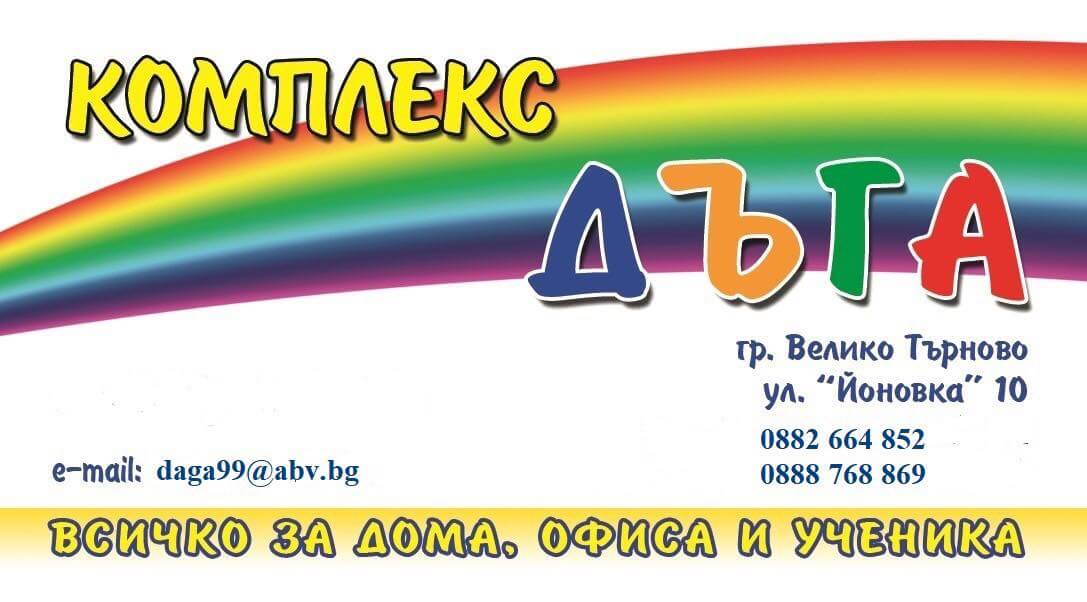 КОМПЛЕКС
ДЪГА
гр. Велико Търново
ул. “Йоновка” 10
0882 664 852
0888 768 869
e-mail: daga99@abv.bg
ВСИЧКО ЗА ДОМА, ОФИСА И УЧЕНИКА